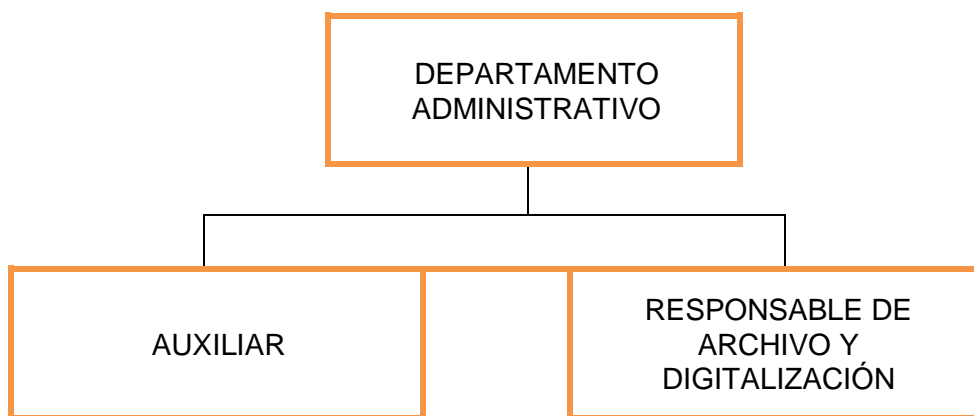 DEPARTAMENTO
ADMINISTRATIVO
AUXILIAR
RESPONSABLE DE
ARCHIVO Y
DIGITALIZACIÓN